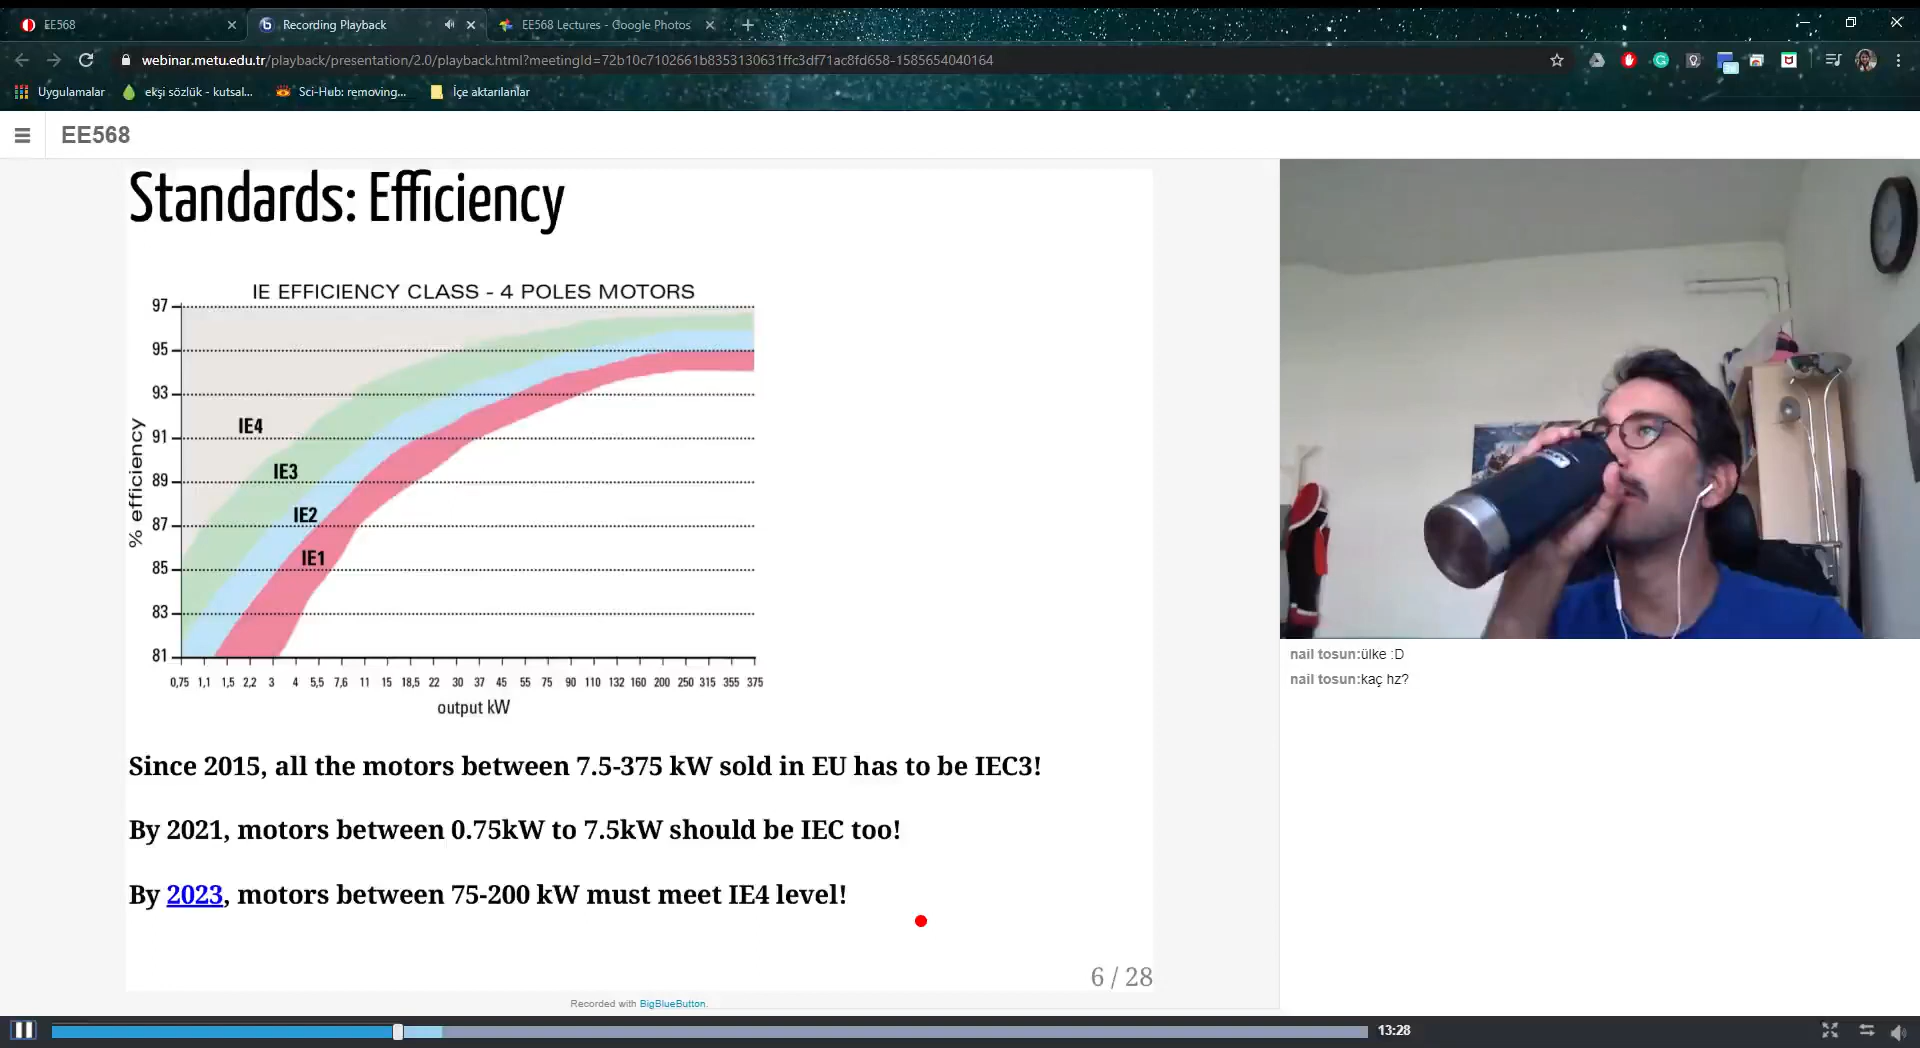 EE568
Recording Playback
EE568 Lectures - Google Photos
webinar.metu.edu.tr/playback/presentation/2.0/playback.html?meetingId=72b10c7102661b8353130631ffc3df71ac8fd658-1585654040164
Uygulamalar
ekşi sözlük - kutsal...
Sci-Hub: removing...
İçe aktarılanlar
EE568
Standards: Efficiency
IE EFFICIENCY CLASS - 4 POLES MOTORS
97
95
93
91
89
87
85
83
81
% efficiency
IE4
IE3
IE2
IE1
0,75 1,1 1,5 2,2 3 4 5,5 7,6 11 15 18,5 22 30 37 45 55 75 90 110 132 160 200 250 315 355 375
output kW
Since 2015, all the motors between 7.5-375 kW sold in EU has to be IEC3!
By 2021, motors between 0.75kW to 7.5kW should be IEC too!
By 2023, motors between 75-200 kW must meet IE4 level!
6 / 28
Recorded with BigBlueButton.
nail tosun:ülke :D
nail tosun:kaç hz?
13:28